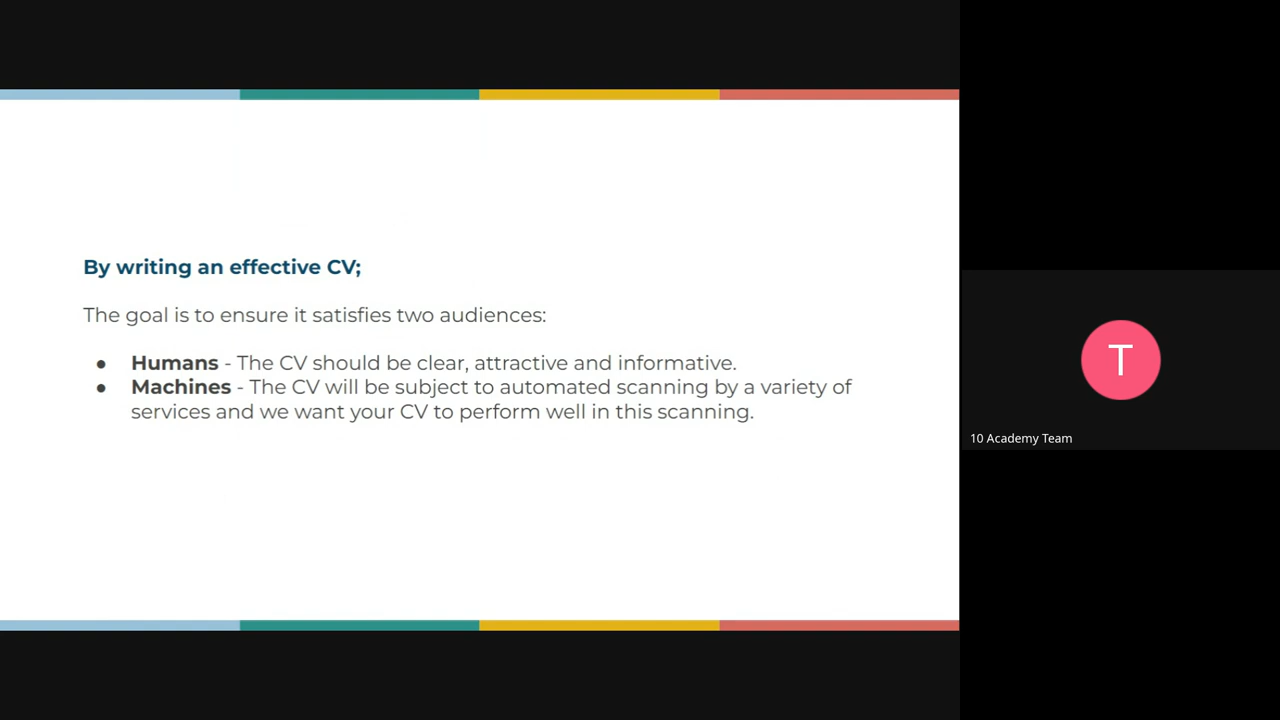 By writing an effective CV;
The goal is to ensure it satisfies two audiences:
● Humans - The CV should be clear, attractive and informative.
● Machines - The CV will be subject to automated scanning by a variety of
services and we want your CV to perform well in this scanning.
T
10 Academy Team